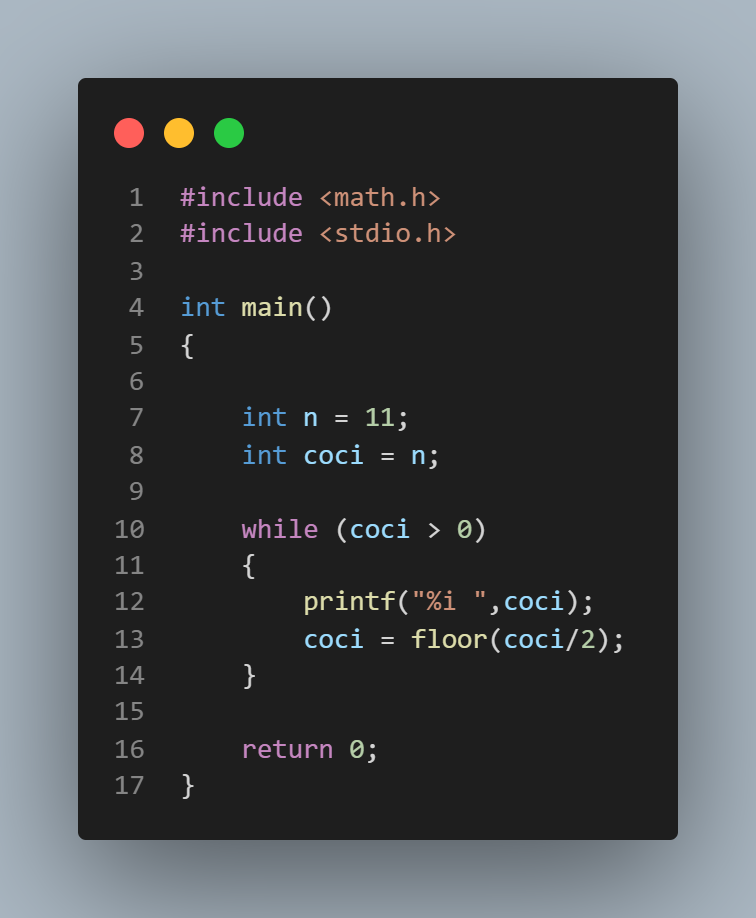 1 #include <math.h>
2 #include <stdio.h>
3
4 int main()
5 {
6
7     int n = 11;
8     int coci = n;
9
10     while (coci > 0)
11     {
12         printf("%i ",coci);
13         coci = floor(coci/2);
14     }
15
16     return 0;
17 }